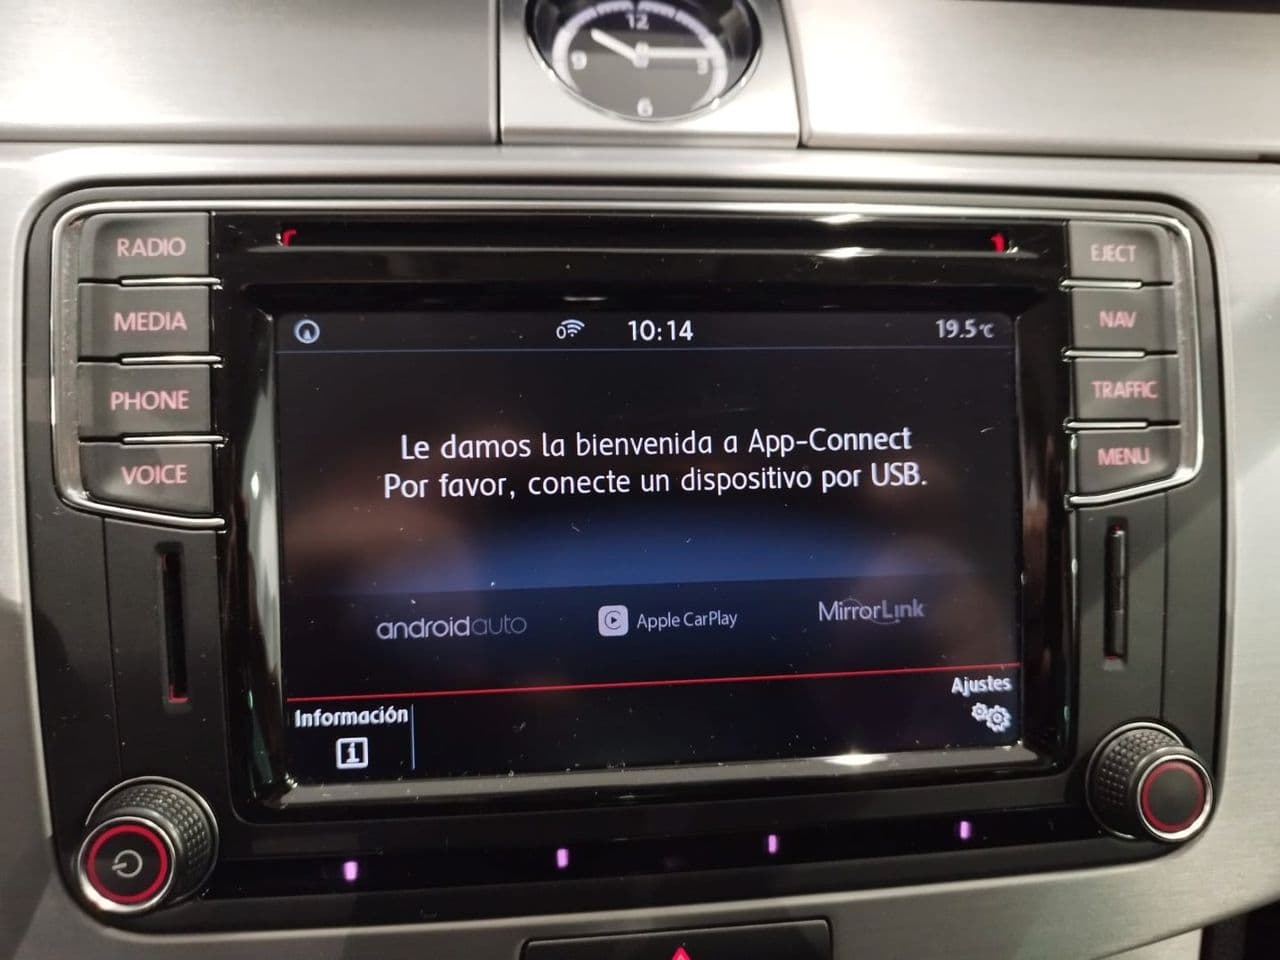 12
9
3
6
RADIO
MEDIA
PHONE
VOICE
EJECT
NAV
TRAFFIC
MENU
0
10:14
19.5°C
Le damos la bienvenida a App-Connect
Por favor, conecte un dispositivo por USB.
androidauto
Apple CarPlay
MirrorLink
Información
i
Ajustes